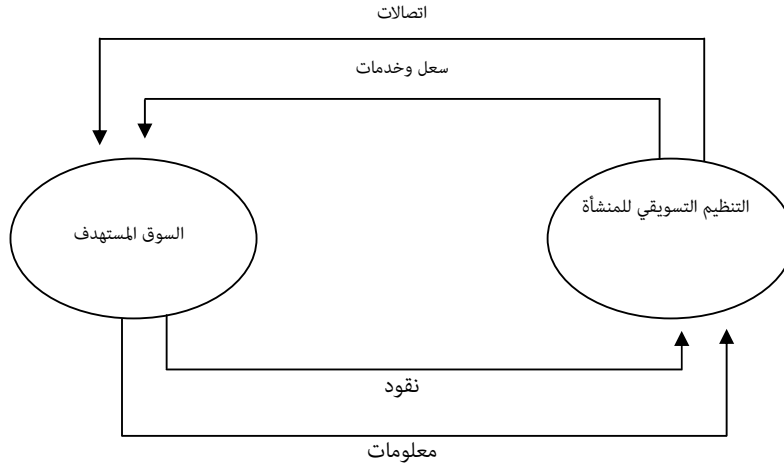 اتصالات
سعل وخدمات
التنظيم التسويقي للمنشأة
السوق المستهدف
نقود
معلومات